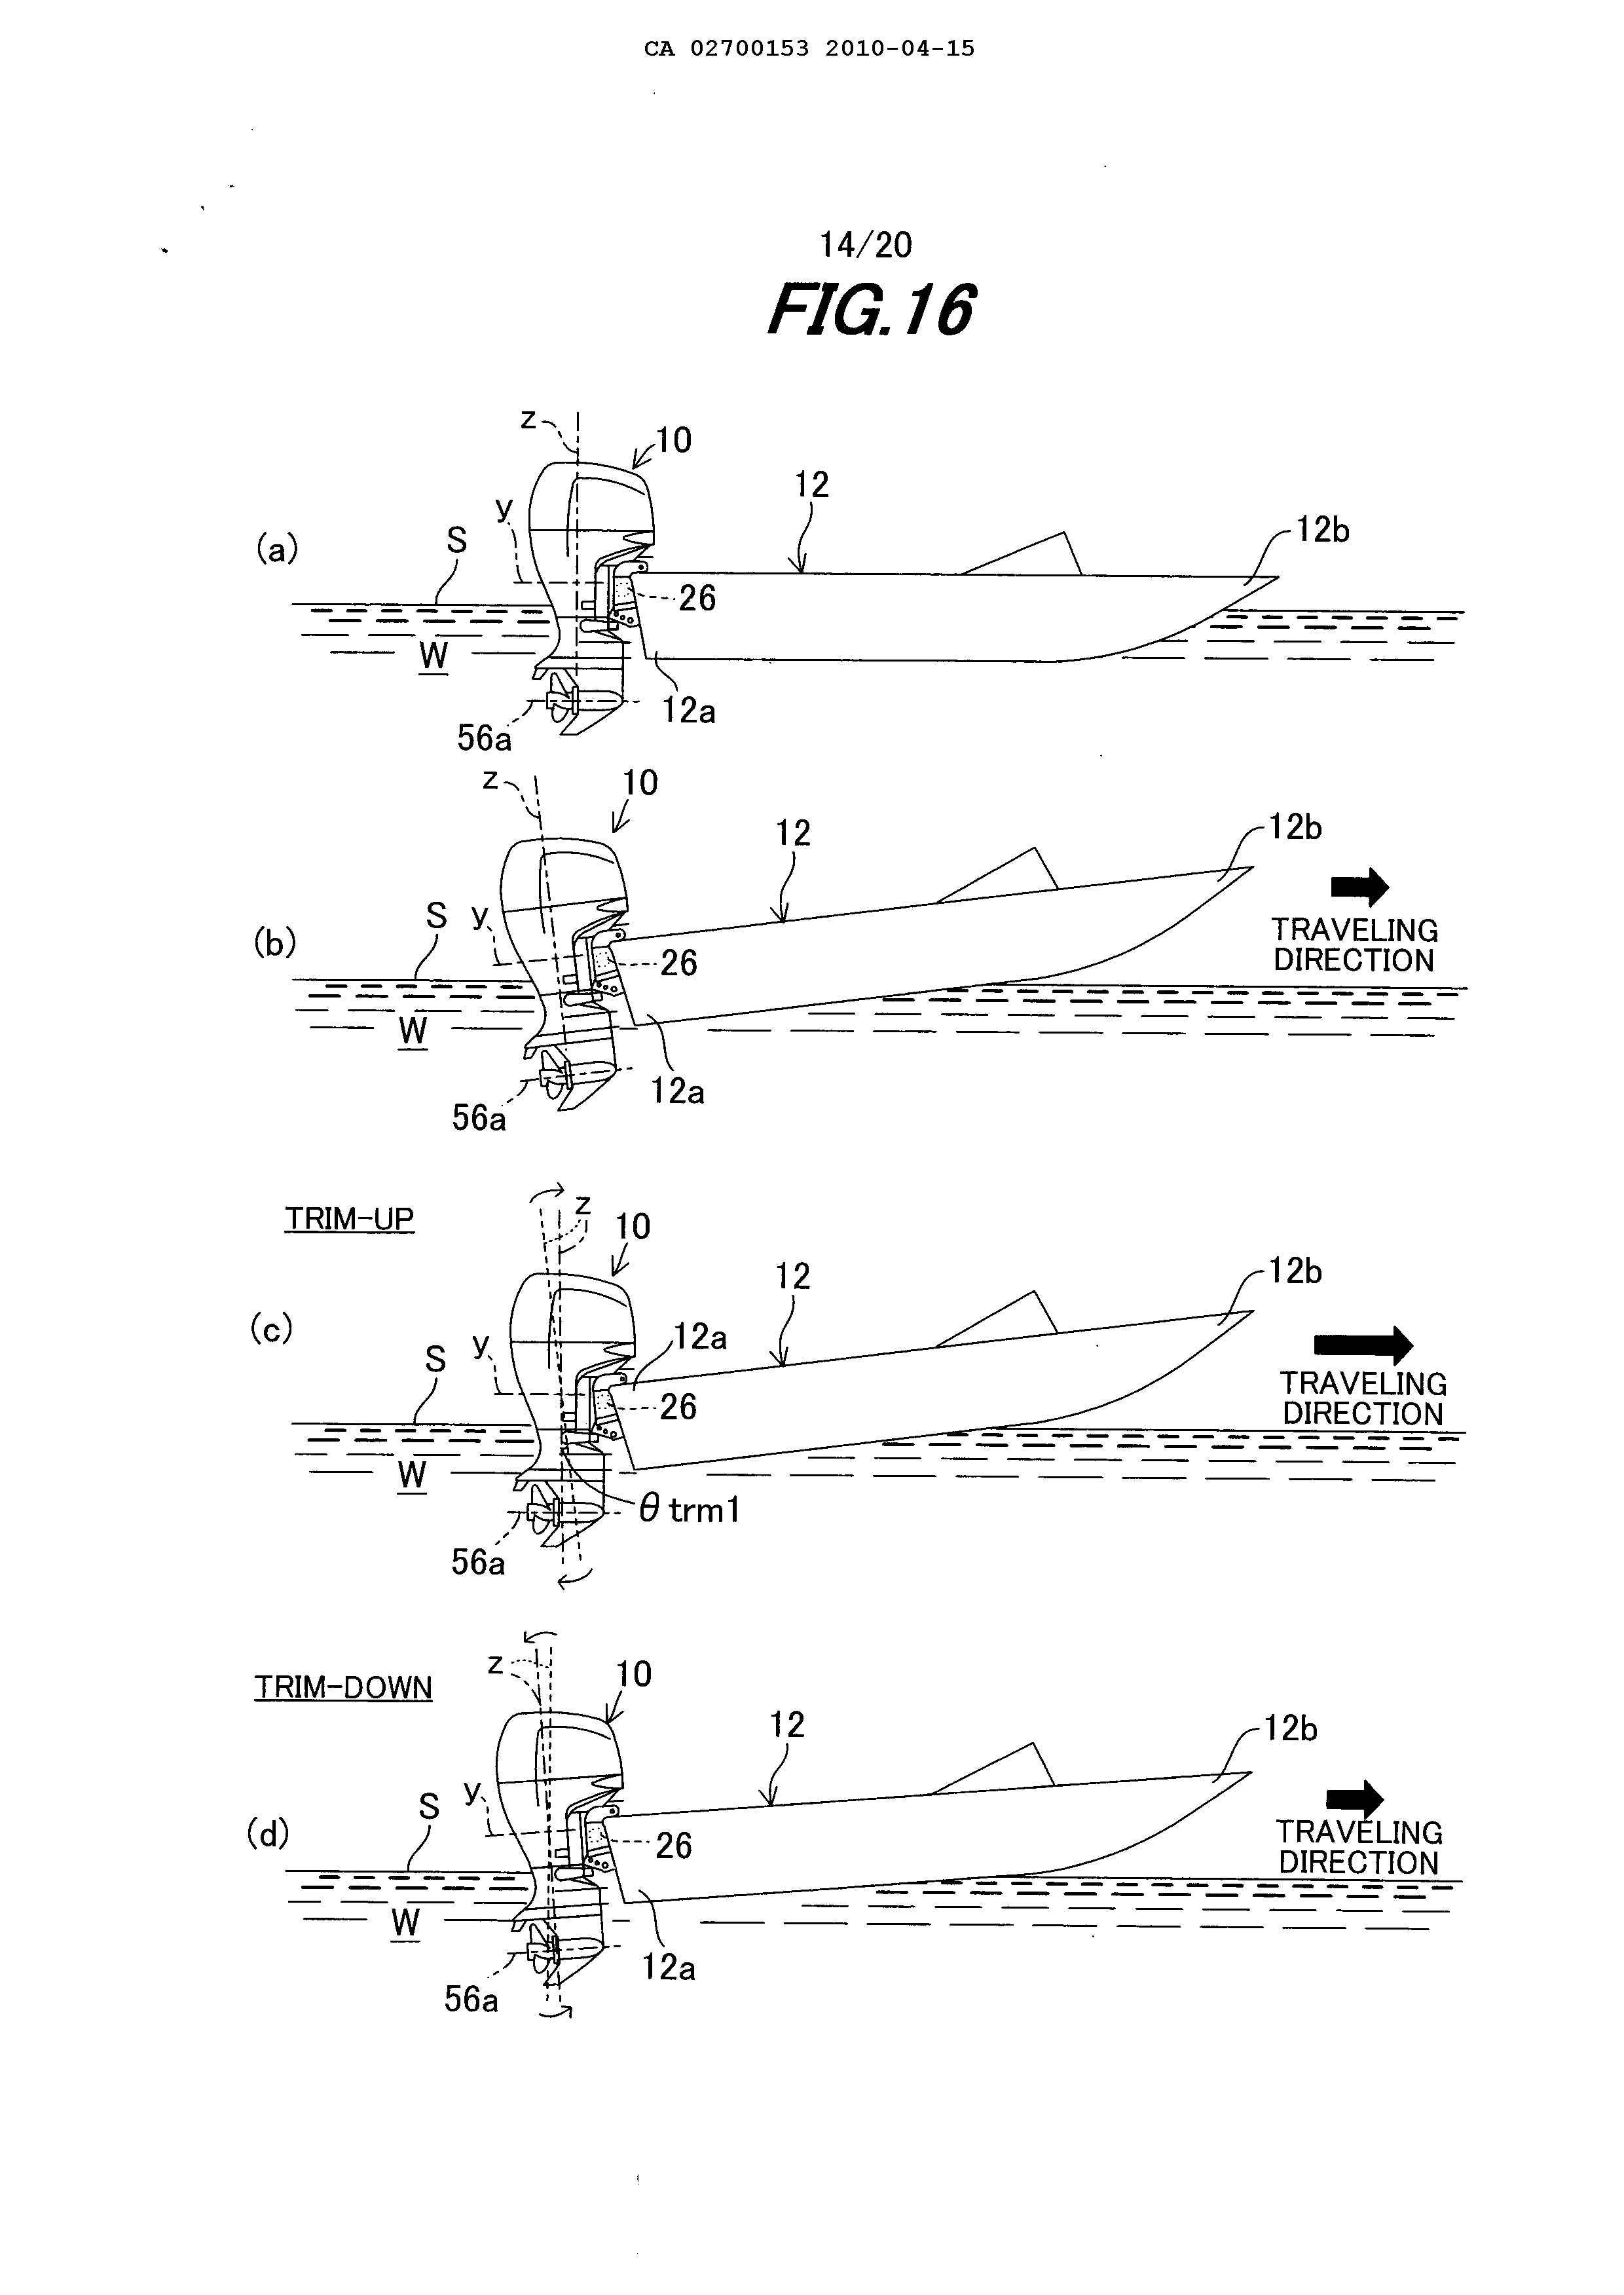 CA 02700153 2010-04-15
14/20
FIG.16
(a)
z
10
y
S
12
12b
26
W
12a
56a
(b)
z
10
12
12b
S
y
26
TRAVELING
DIRECTION
W
12a
56a
TRIM-UP
(c)
z
10
12
12b
12a
y
S
26
TRAVELING
DIRECTION
W
θ trm1
56a
TRIM-DOWN
(d)
z
10
12
12b
y
S
26
TRAVELING
DIRECTION
W
12a
56a